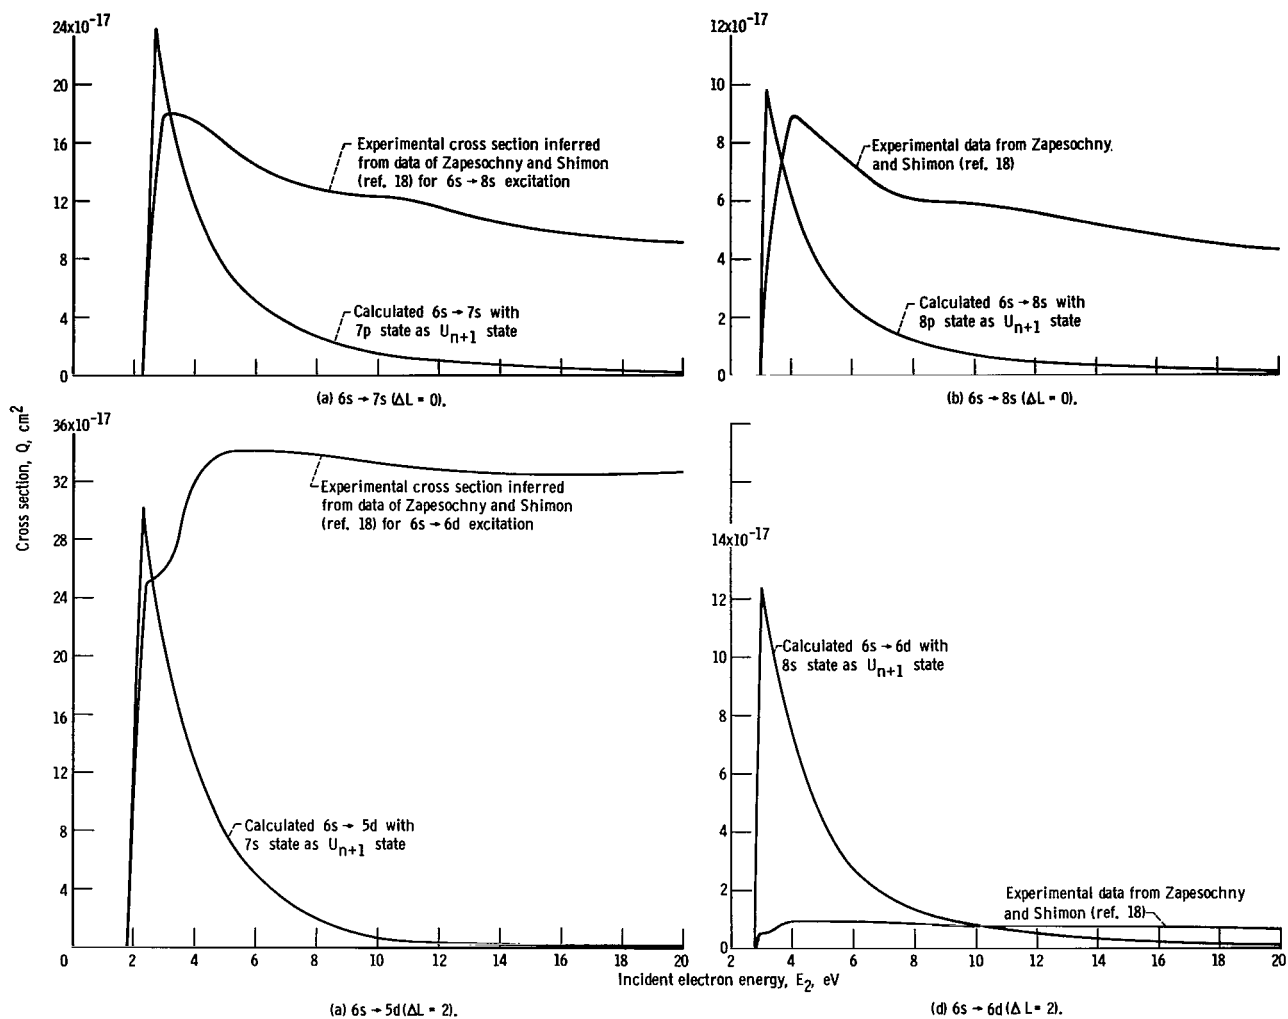 24x10-17
20
16
12
8
4
0
Experimental cross section inferred
from data of Zapesochny and Shimon
(ref. 18) for 6s → 8s excitation
Calculated 6s → 7s with
7p state as Un+1 state
(a) 6s → 7s (ΔL = 0).
12x10-17
10
8
6
4
2
0
Experimental data from Zapesochny
and Shimon (ref. 18)
Calculated 6s → 8s with
8p state as Un+1 state
(b) 6s → 8s (ΔL = 0).
Cross section, Q, cm2
36x10-17
32
28
24
20
16
12
8
4
Experimental cross section inferred
from data of Zapesochny and Shimon
(ref. 18) for 6s → 6d excitation
Calculated 6s → 5d with
7s state as Un+1 state
0 2 4 6 8 10 12 14 16 18 20
(a) 6s → 5d (ΔL = 2).
14x10-17
12
10
8
6
4
2
0
Calculated 6s → 6d with
8s state as Un+1 state
Experimental data from Zapesochny
and Shimon (ref. 18)
2 4 6 8 10 12 14 16 18 20
Incident electron energy, E2, eV
(d) 6s → 6d (Δ L = 2).